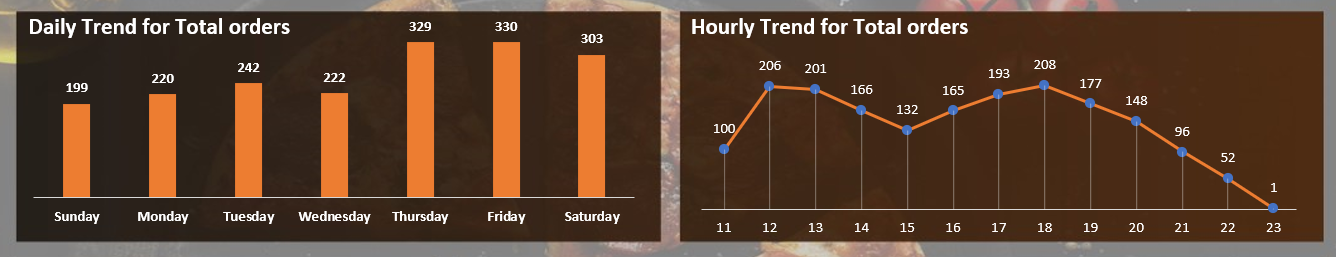 Daily Trend for Total orders
199 220 242 222 329 330 303
Sunday Monday Tuesday Wednesday Thursday Friday Saturday
Hourly Trend for Total orders
100 206 201 166 132 165 193 208 177 148 96 52 1
11 12 13 14 15 16 17 18 19 20 21 22 23